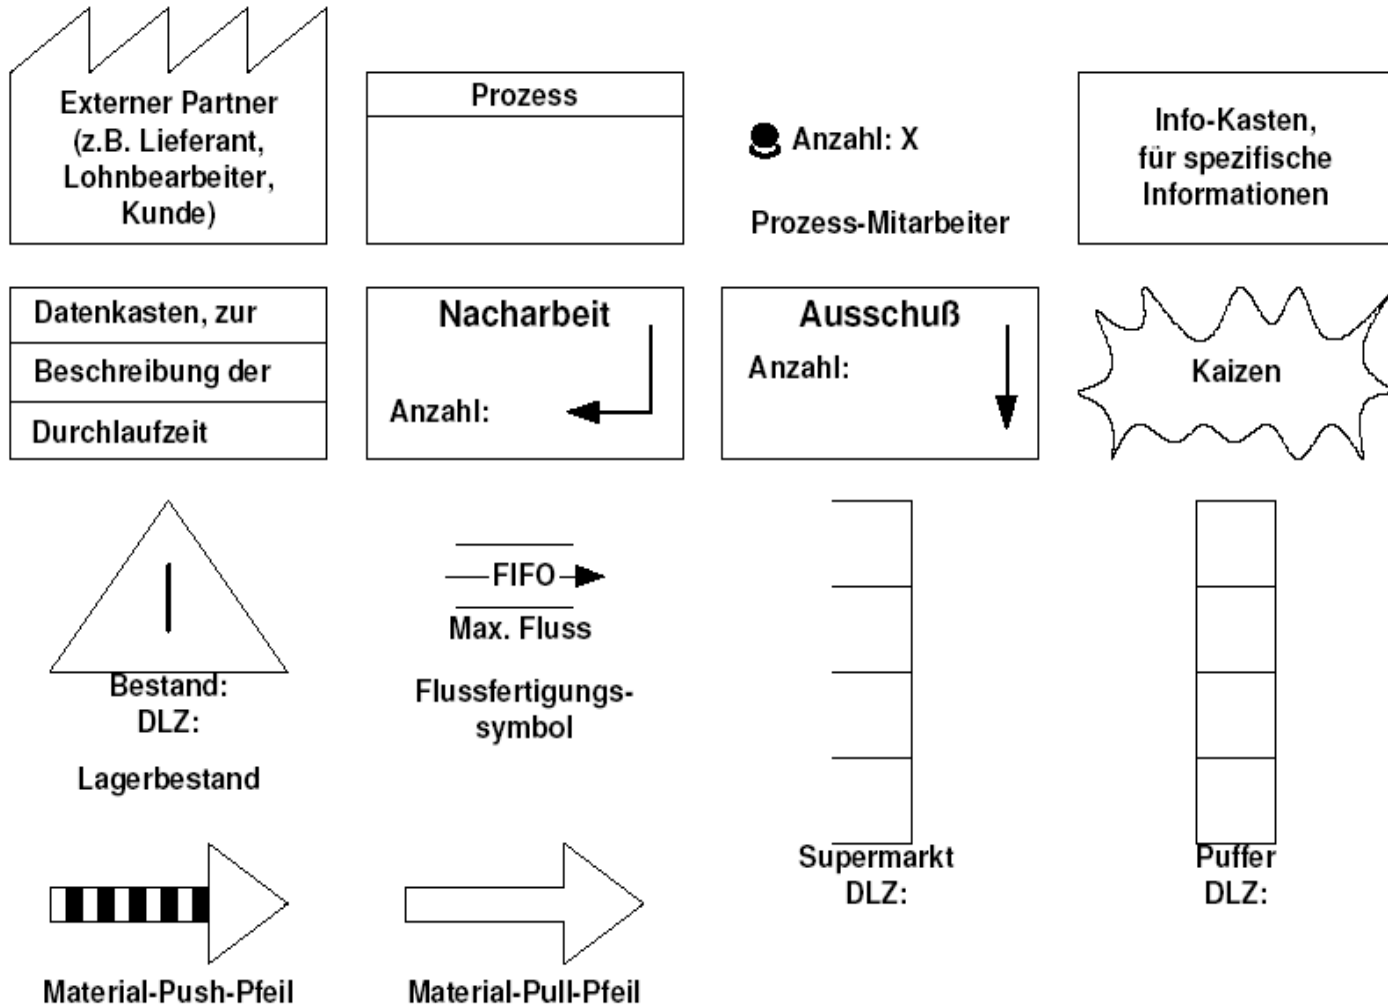 Externer Partner
(z.B. Lieferant,
Lohnbearbeiter,
Kunde)
Prozess
Anzahl: X
Prozess-Mitarbeiter
Info-Kasten,
für spezifische
Informationen
Datenkasten, zur
Beschreibung der
Durchlaufzeit
Nacharbeit
Anzahl:
Ausschuß
Anzahl:
Kaizen
Bestand:
DLZ:
Lagerbestand
FIFO
Max. Fluss
Flussfertigungs-
symbol
Supermarkt
DLZ:
Puffer
DLZ:
Material-Push-Pfeil
Material-Pull-Pfeil